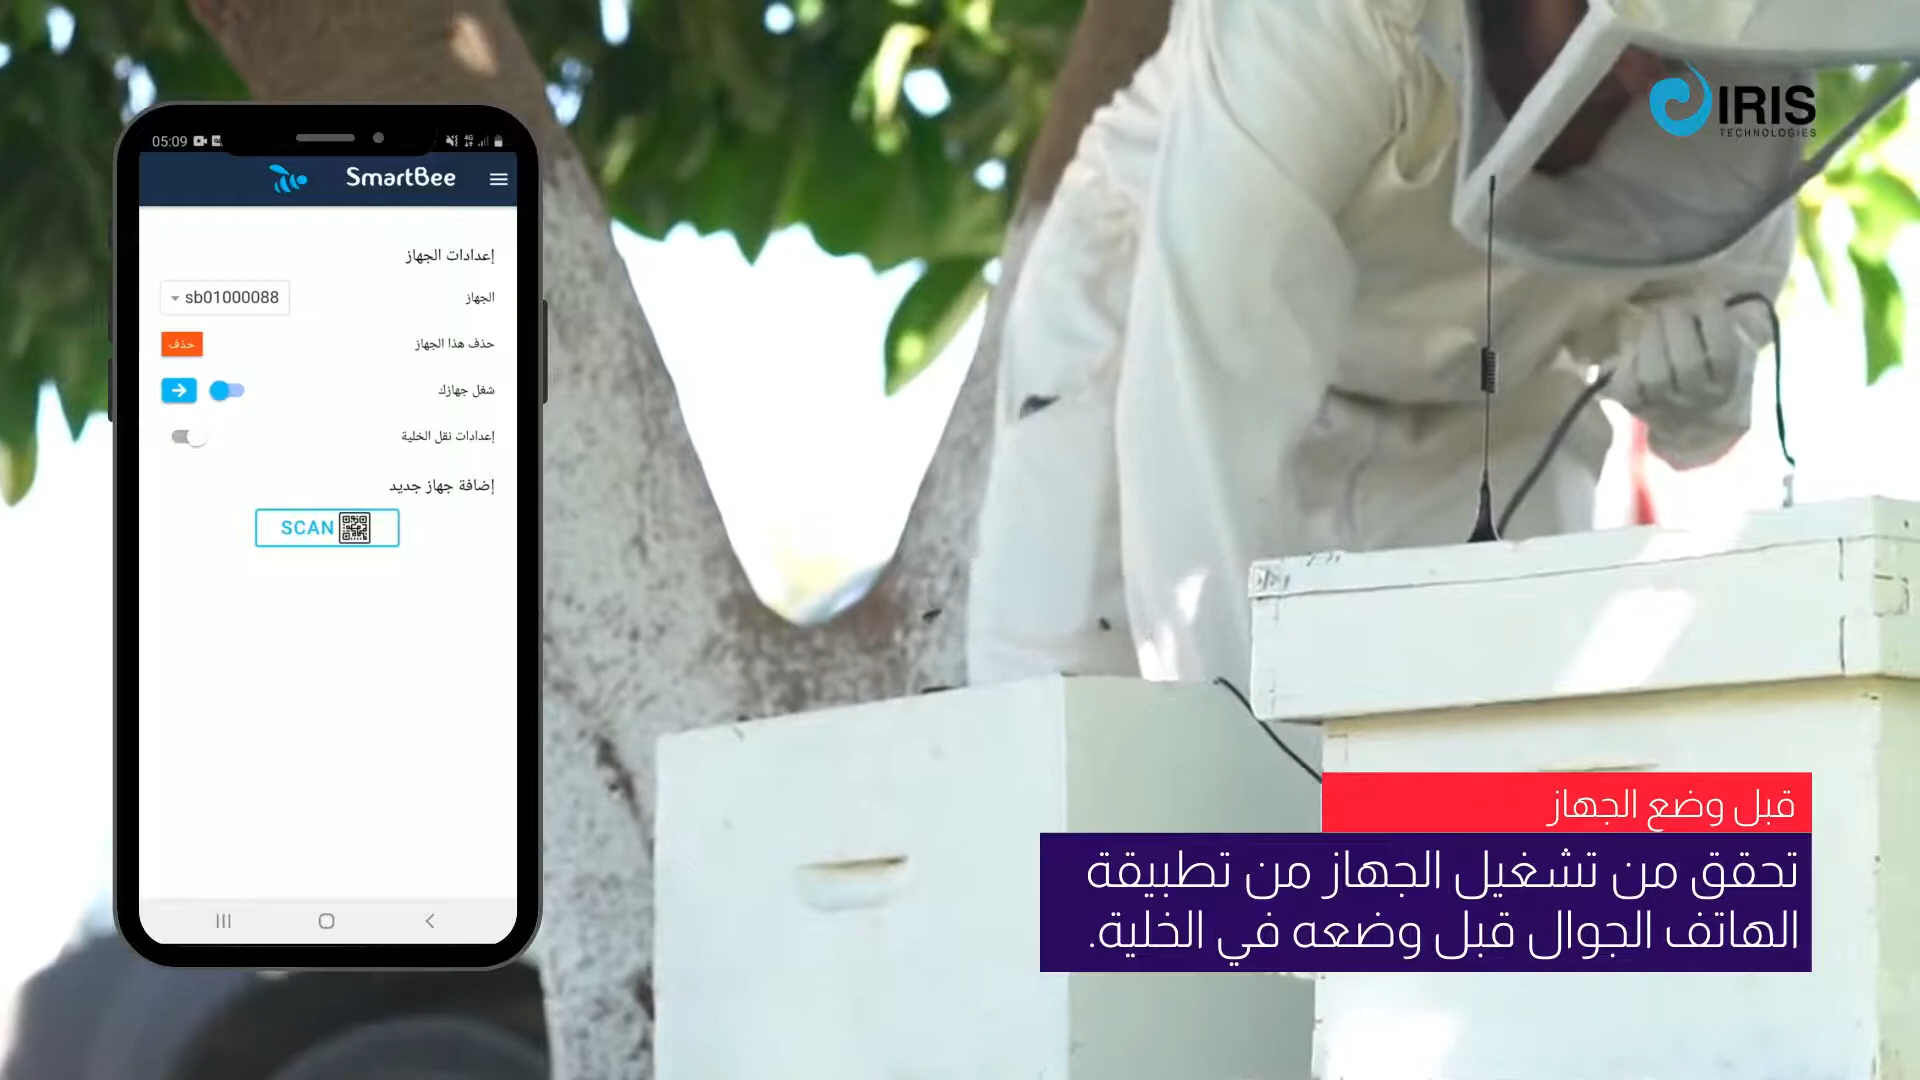 05:09
SmartBee
إعدادات الجهاز
الجهاز
sb01000088
حذف هذا الجهاز
حذف
شغل جهازك
إعدادات نقل الخلية
إضافة جهاز جديد
SCAN
IRIS
TECHNOLOGIES
قبل وضع الجهاز
تحقق من تشغيل الجهاز من تطبيقة
الهاتف الجوال قبل وضعه في الخلية.